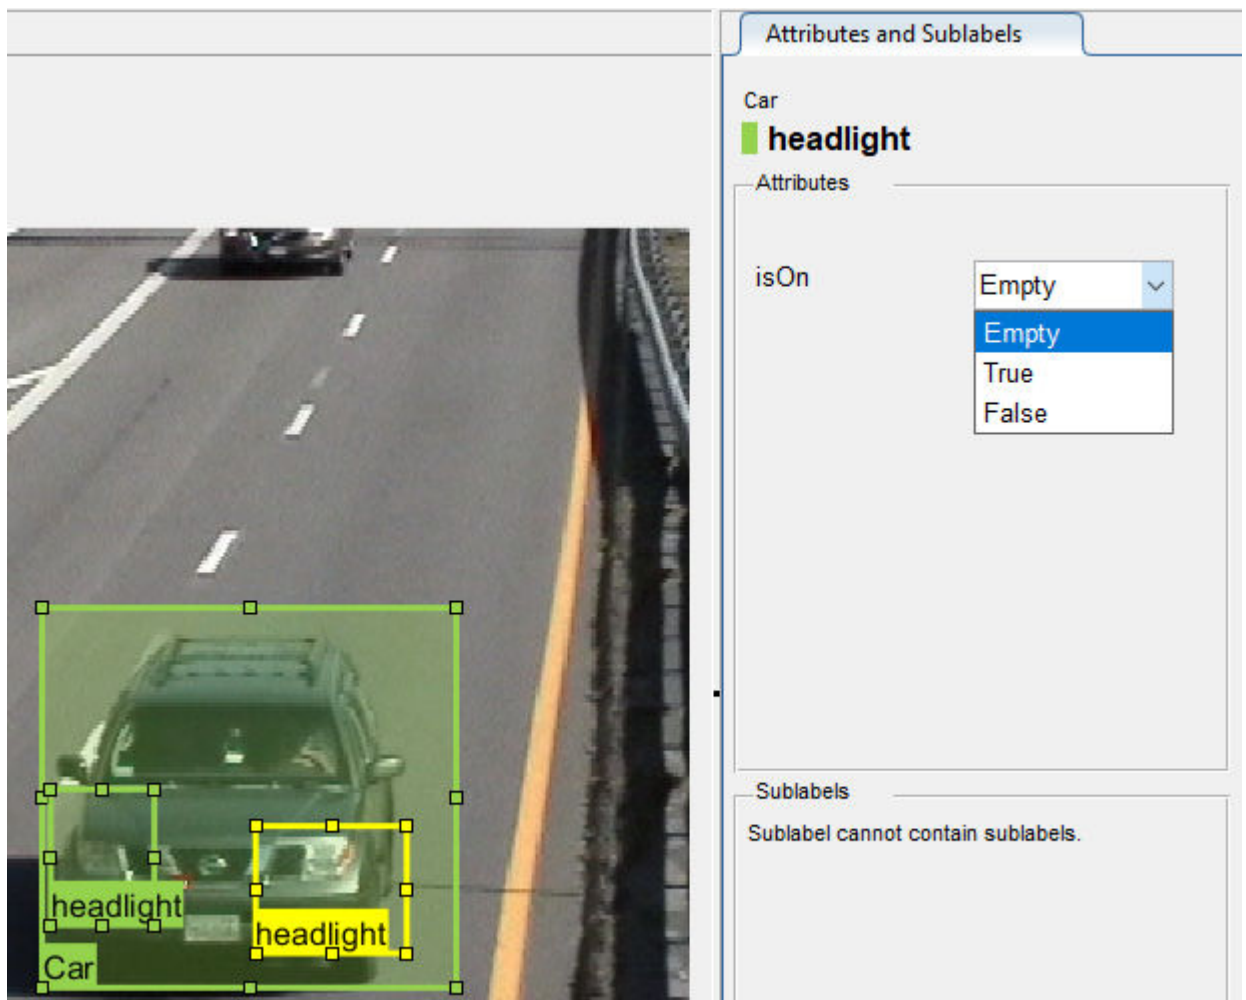 Attributes and Sublabels
Car
headlight
Attributes
isOn
Empty
Empty
True
False
Sublabels
Sublabel cannot contain sublabels.
headlight
headlight
Car